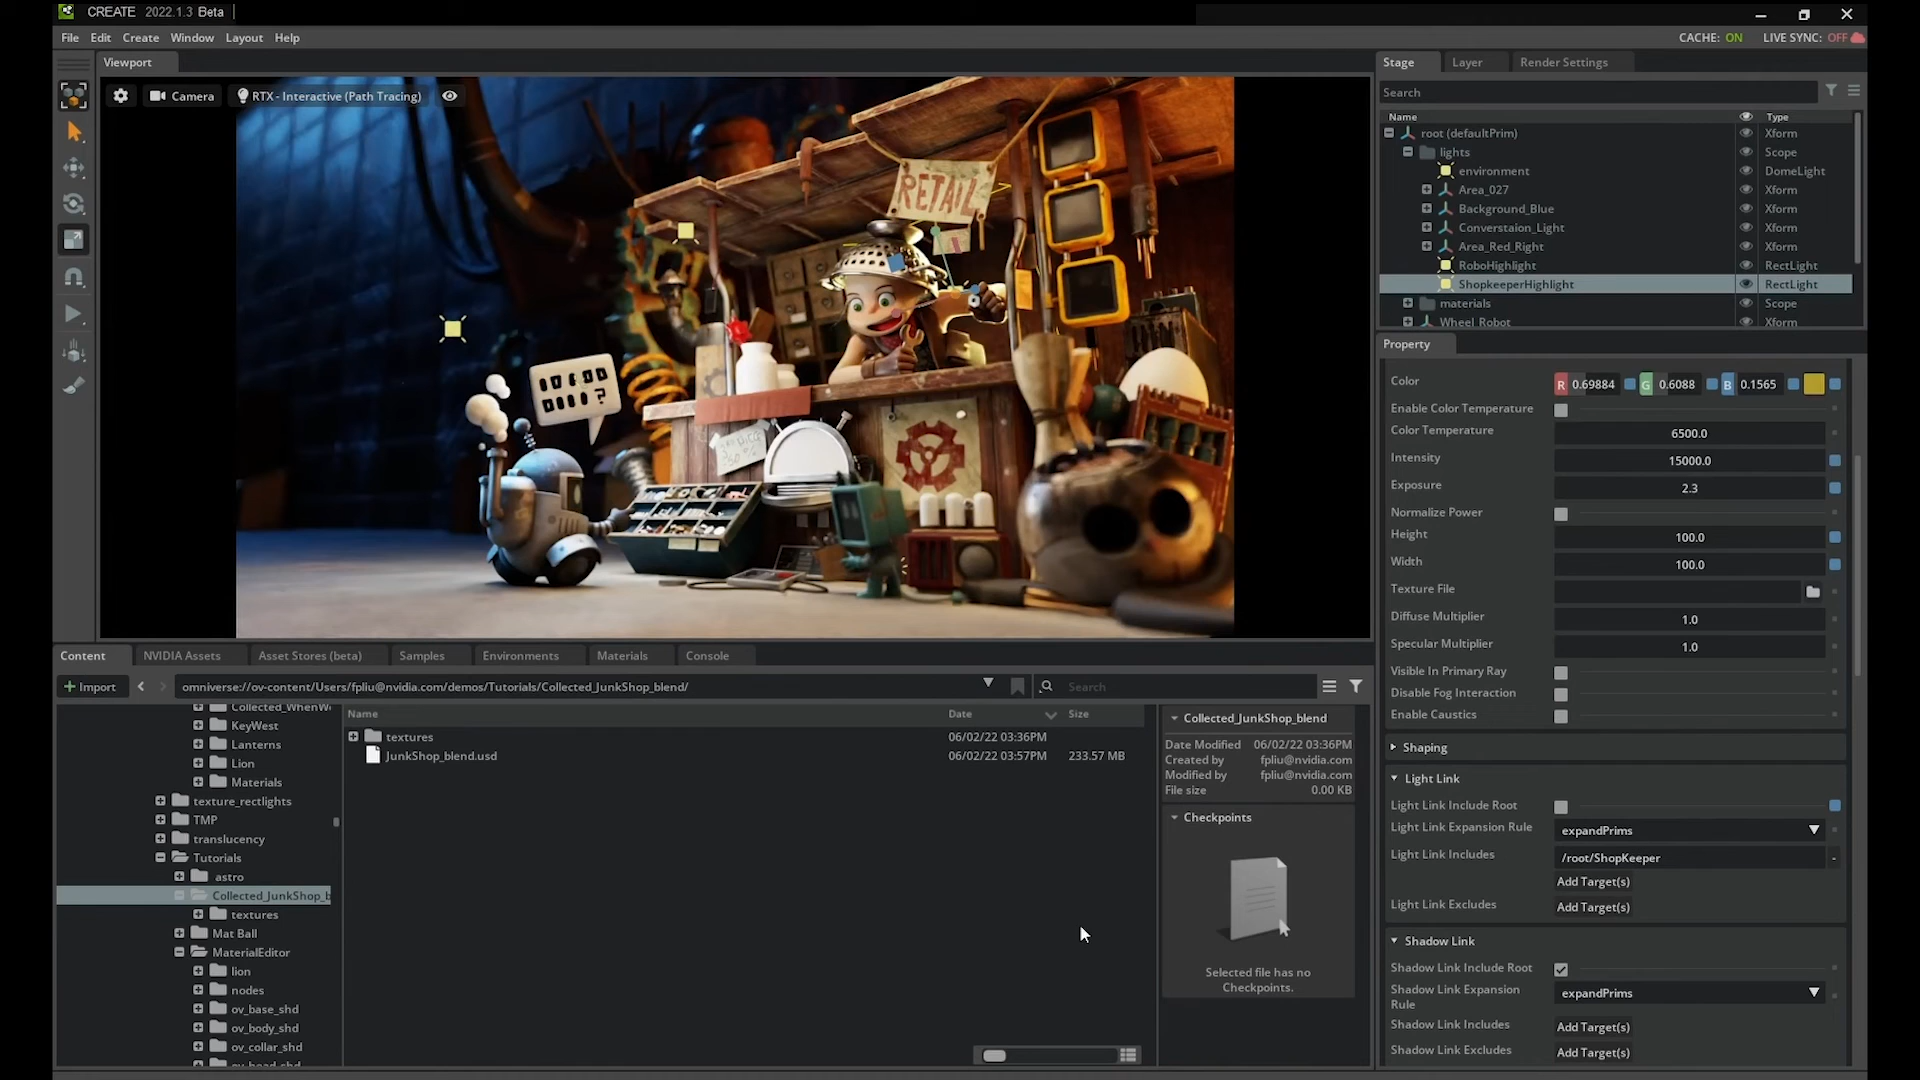 CREATE 2022.1.3 Beta
File Edit Create Window Layout Help
CACHE: ON LIVE SYNC: OFF
Viewport
Camera RTX - Interactive (Path Tracing)
RETAIL
?
Stage Layer Render Settings
Search
Name Type
root (defaultPrim) Xform
lights Scope
environment DomeLight
Area_027 Xform
Background_Blue Xform
Converstaion_Light Xform
Area_Red_Right Xform
RoboHighlight RectLight
ShopkeeperHighlight RectLight
materials Scope
Wheel_Robot Xform
Property
Color R 0.69884 G 0.6088 B 0.1565
Enable Color Temperature
Color Temperature 6500.0
Intensity 15000.0
Exposure 2.3
Normalize Power
Height 100.0
Width 100.0
Texture File
Diffuse Multiplier 1.0
Specular Multiplier 1.0
Visible In Primary Ray
Disable Fog Interaction
Enable Caustics
Shaping
Light Link
Light Link Include Root
Light Link Expansion Rule expandPrims
Light Link Includes /root/ShopKeeper -
Add Target(s)
Light Link Excludes Add Target(s)
Shadow Link
Shadow Link Include Root
Shadow Link Expansion Rule expandPrims
Shadow Link Includes Add Target(s)
Shadow Link Excludes Add Target(s)
Content NVIDIA Assets Asset Stores (beta) Samples Environments Materials Console
+ Import omniverse://ov-content/Users/fpliu@nvidia.com/demos/Tutorials/Collected_JunkShop_blend/ Search
Collected_WhenW
KeyWest
Lanterns
Lion
Materials
texture_rectlights
TMP
translucency
Tutorials
astro
Collected_JunkShop_b
textures
Mat Ball
MaterialEditor
lion
nodes
ov_base_shd
ov_body_shd
ov_collar_shd
ov_head_shd
Name Date Size
textures 06/02/22 03:36PM
JunkShop_blend.usd 06/02/22 03:57PM 233.57 MB
Collected_JunkShop_blend
Date Modified 06/02/22 03:36PM
Created by fpliu@nvidia.com
Modified by fpliu@nvidia.com
File size 0.00 KB
Checkpoints
Selected file has no
Checkpoints.